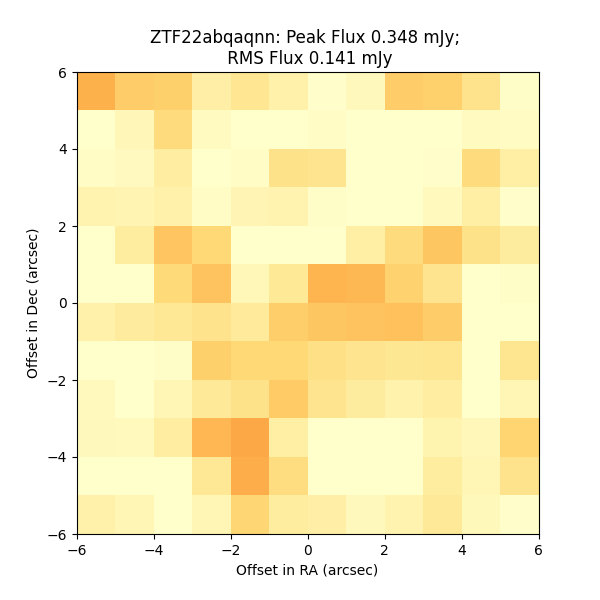 ZTF22abqaqnn: Peak Flux 0.348 mJy;
RMS Flux 0.141 mJy
6
4
2
0
−2
−4
−6
Offset in Dec (arcsec)
−6 −4 −2 0 2 4 6
Offset in RA (arcsec)